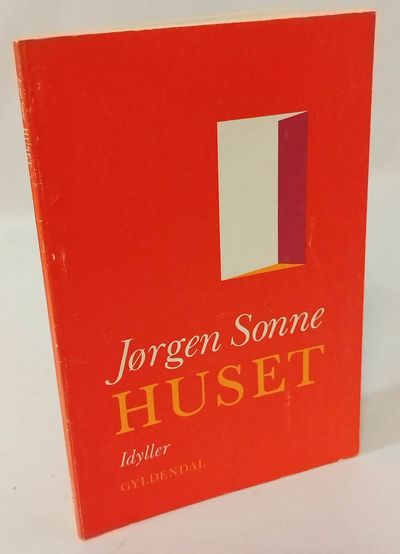 Jørgen Sonne
HUSET
Idyller
GYLDENDAL